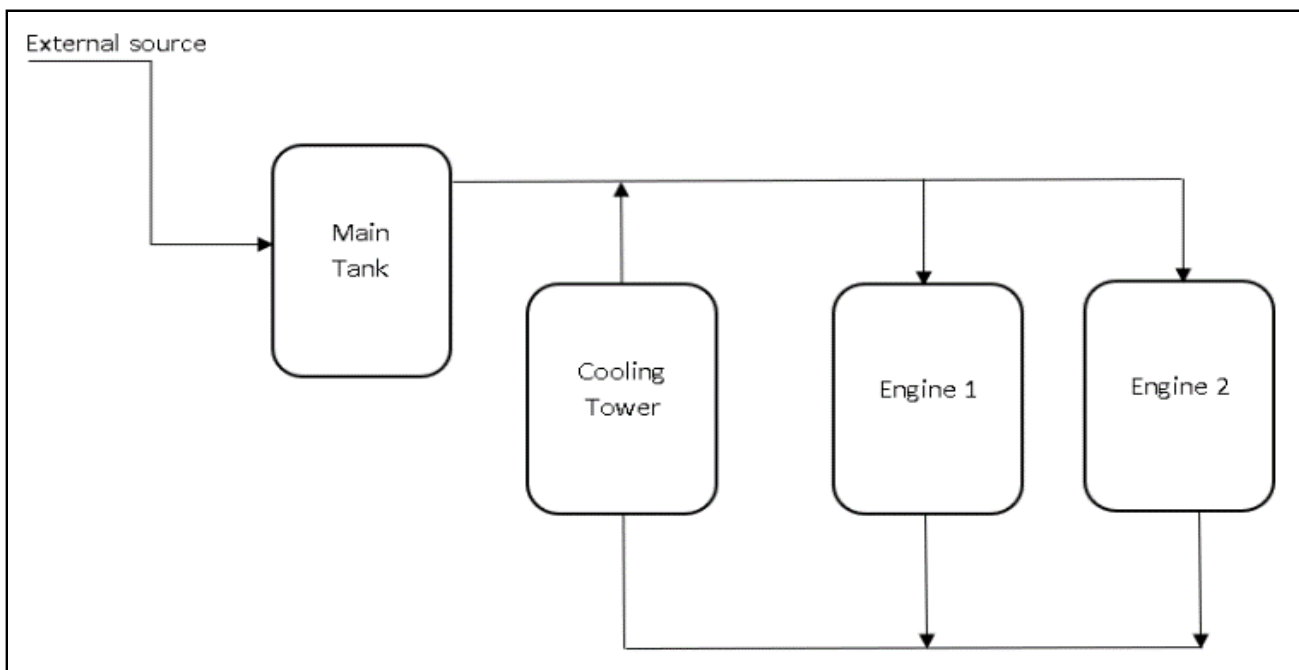 External source
Main
Tank
Cooling
Tower
Engine 1
Engine 2